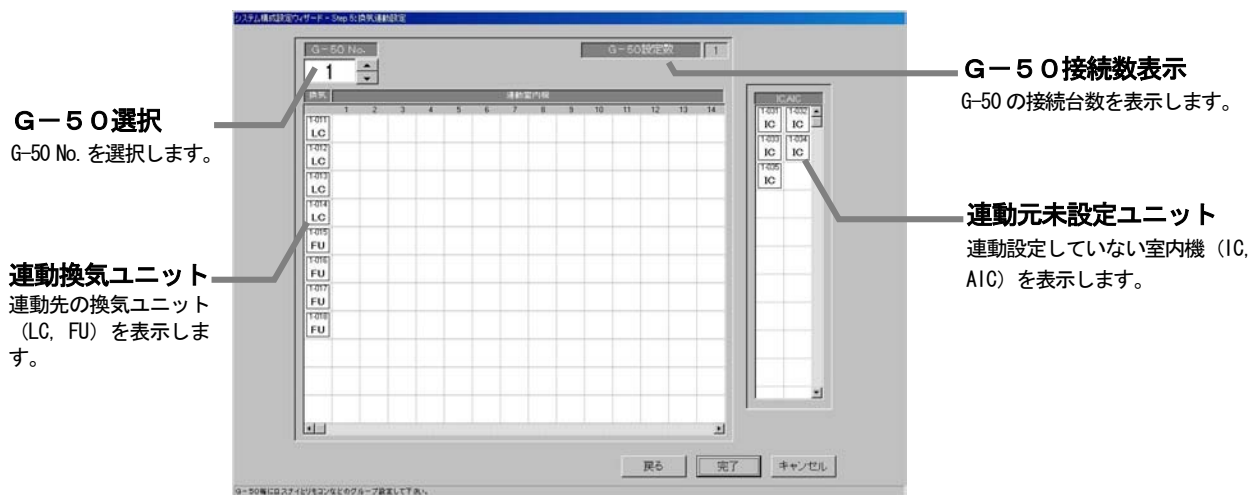 システム構成設定ウィザード - Step 5: 換気連動設定
G-50 No.
1
G-50設定数
1
換気
連動室内機
1 2 3 4 5 6 7 8 9 10 11 12 13 14
1-011
LC
1-012
LC
1-013
LC
1-014
LC
1-015
FU
1-016
FU
1-017
FU
1-018
FU
IC,AIC
1-031 1-032
IC IC
1-033 1-034
IC IC
1-035
IC
戻る 完了 キャンセル
G-50毎にロスナイとリモコンなどのグループ設定して下さい。
G-50選択
G-50 No. を選択します。
連動換気ユニット
連動先の換気ユニット
(LC, FU) を表示しま
す。
G-50接続数表示
G-50 の接続台数を表示します。
連動元未設定ユニット
連動設定していない室内機 (IC,
AIC) を表示します。